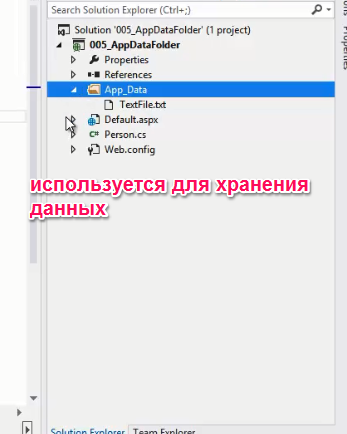 Search Solution Explorer (Ctrl+;)
Solution '005_AppDataFolder' (1 project)
005_AppDataFolder
Properties
References
App_Data
TextFile.txt
Default.aspx
C# Person.cs
Web.config
используется для хранения
данных
Solution Explorer Team Explorer